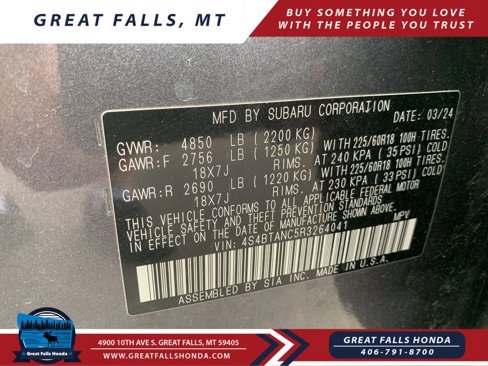 GREAT FALLS, MT
BUY SOMETHING YOU LOVE
WITH THE PEOPLE YOU TRUST
MFD BY SUBARU CORPORATION DATE: 03/24
GVWR: 4850 LB (2200 KG)
GAWR:F 2756 LB (1250 KG) WITH 225/60R18 100H TIRES.
18X7J RIMS. AT 240 KPA (35 PSI) COLD
GAWR:R 2690 LB (1220 KG) WITH 225/60R18 100H TIRES.
18X7J RIMS. AT 230 KPA (33 PSI) COLD
THIS VEHICLE CONFORMS TO ALL APPLICABLE FEDERAL MOTOR
VEHICLE SAFETY STANDARDS
IN EFFECT ON THE DATE OF MANUFACTURE SHOWN ABOVE.
VIN: 4S4BTANC5R3264041 MPV
ASSEMBLED BY SIA INC. MADE IN U.S.A.
Great Falls Honda
4900 10TH AVE S. GREAT FALLS, MT 59405
WWW.GREATFALLSHONDA.COM
GREAT FALLS HONDA
406-791-8700